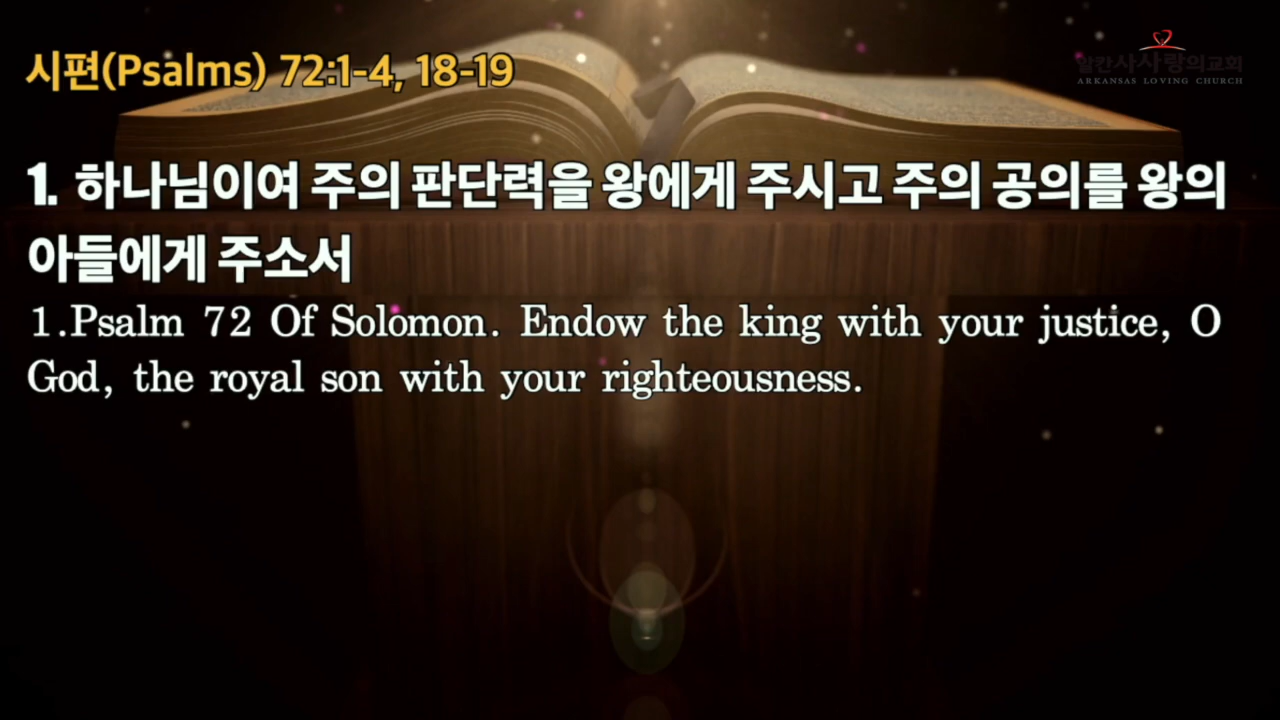 시편(Psalms) 72:1-4, 18-19
알칸사사랑의교회
ARKANSAS LOVING CHURCH
1. 하나님이여 주의 판단력을 왕에게 주시고 주의 공의를 왕의
아들에게 주소서
1.Psalm 72 Of Solomon. Endow the king with your justice, O
God, the royal son with your righteousness.